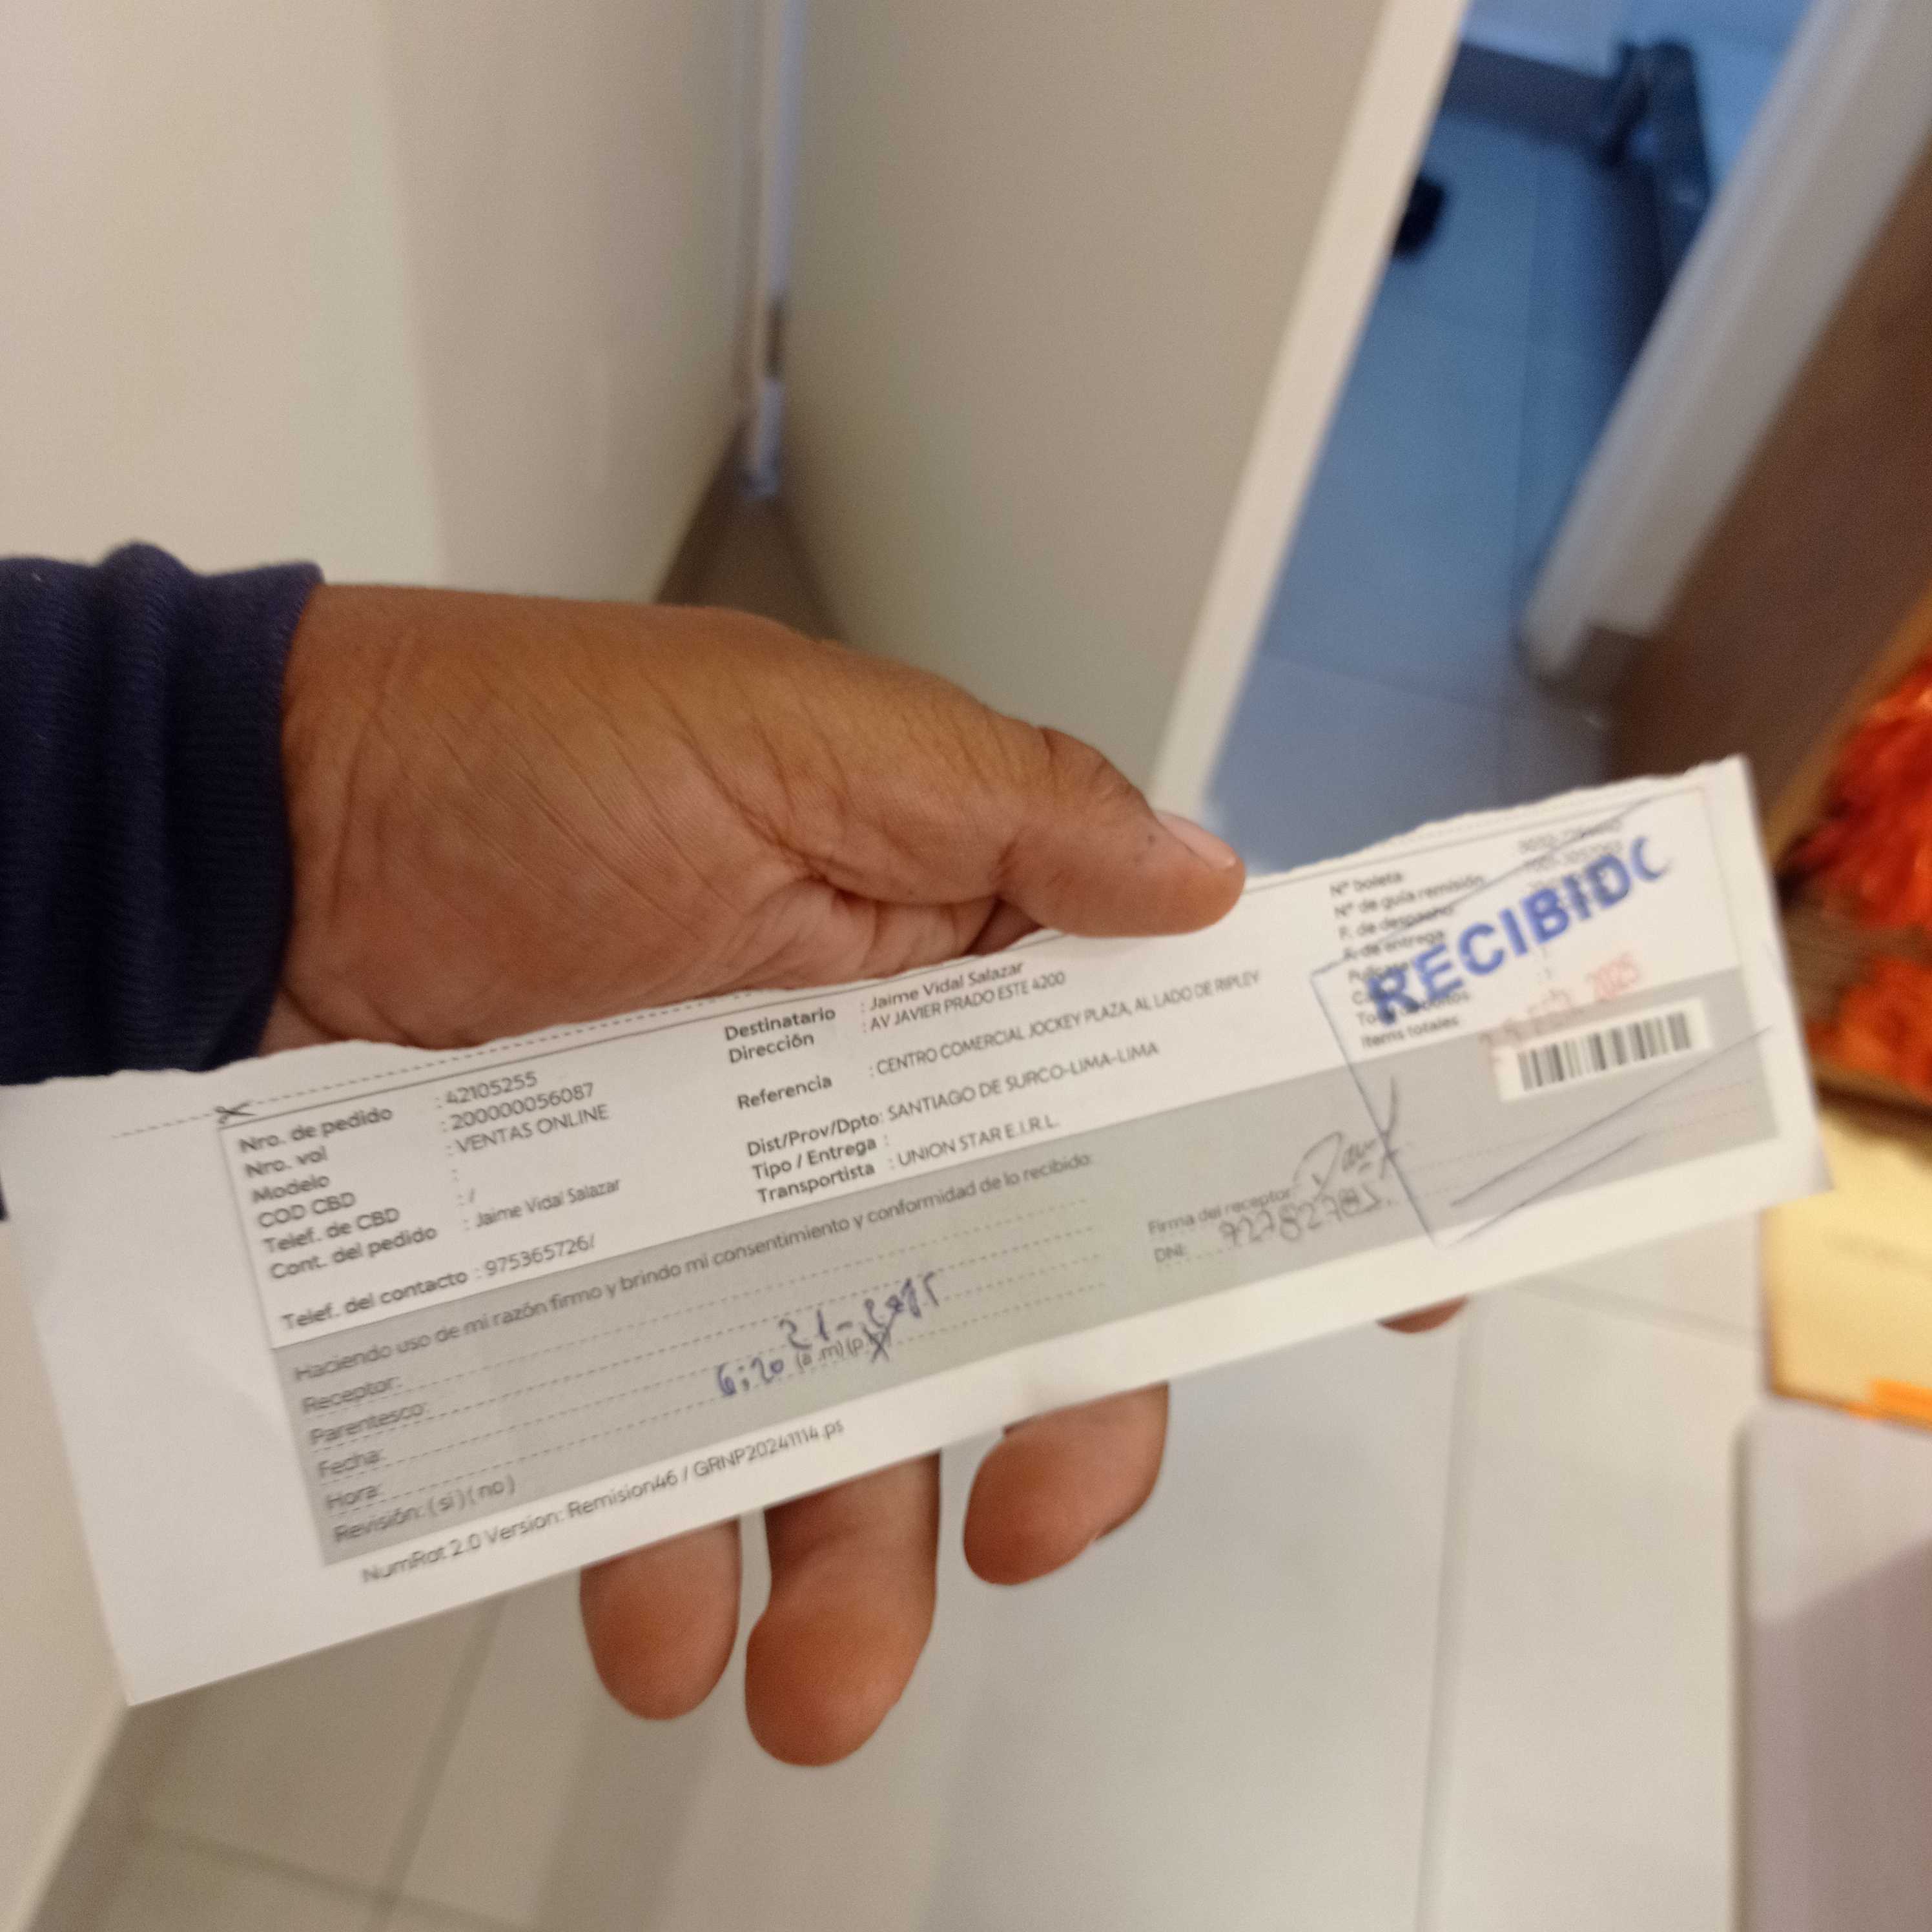 Nro. de pedido : 42105255
Nro. vol : 200000056087
Modelo : VENTAS ONLINE
COD CBD :
Telef. de CBD : /
Cont. del pedido : Jaime Vidal Salazar
Telef. del contacto : 975365726/
Destinatario : Jaime Vidal Salazar
Dirección : AV JAVIER PRADO ESTE 4200
Referencia : CENTRO COMERCIAL JOCKEY PLAZA, AL LADO DE RIPLEY
Dist/Prov/Dpto: SANTIAGO DE SURCO-LIMA-LIMA
Tipo / Entrega :
Transportista : UNION STAR E.I.R.L.
N° boleta:
N° de guía remisión:
F. de despacho:
F. de entrega
Items totales:
RECIBIDO
2025
Haciendo uso de mi razón firmo y brindo mi consentimiento y conformidad de lo recibido:
Receptor:
Parentesco:
Fecha:
Hora: 6:20 (a.m)(p.
Revisión: (si)(no)
Firma del receptor
DNI:
NumRot 2.0 Version: Remision46 / GRNP20241114.ps